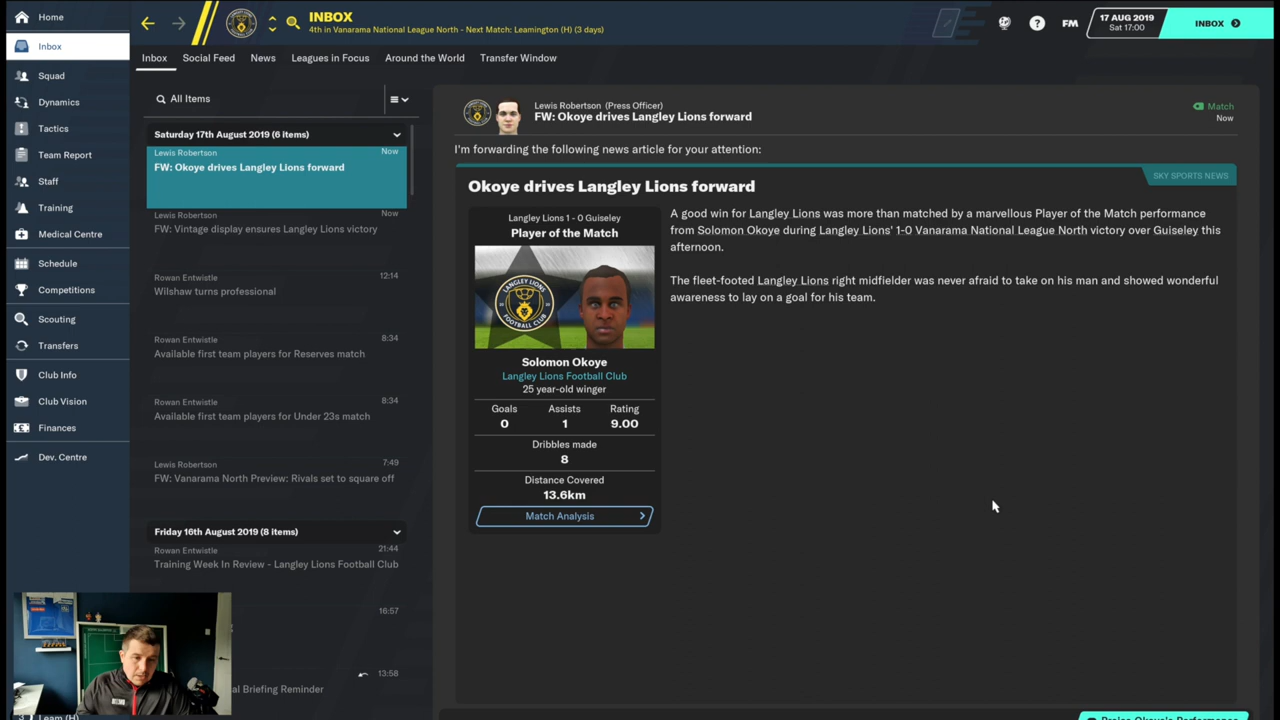 Home
Inbox
Squad
Dynamics
Tactics
Team Report
Staff
Training
Medical Centre
Schedule
Competitions
Scouting
Transfers
Club Info
Club Vision
Finances
Dev. Centre
INBOX
4th in Vanarama National League North - Next Match: Leamington (H) (3 days)
?
FM
17 AUG 2019
Sat 17:00
INBOX
Inbox
Social Feed
News
Leagues in Focus
Around the World
Transfer Window
All Items
Saturday 17th August 2019 (6 items)
Lewis Robertson Now
FW: Okoye drives Langley Lions forward
Lewis Robertson Now
FW: Vintage display ensures Langley Lions victory
Rowan Entwistle 12:14
Wilshaw turns professional
Rowan Entwistle 8:34
Available first team players for Reserves match
Rowan Entwistle 8:34
Available first team players for Under 23s match
Lewis Robertson 7:49
FW: Vanarama North Preview: Rivals set to square off
Friday 16th August 2019 (8 items)
Rowan Entwistle 21:44
Training Week In Review - Langley Lions Football Club
16:57
13:58
Briefing Reminder
Lewis Robertson (Press Officer)
FW: Okoye drives Langley Lions forward
Match
Now
I'm forwarding the following news article for your attention:
SKY SPORTS NEWS
Okoye drives Langley Lions forward
Langley Lions 1 - 0 Guiseley
Player of the Match
LANGLEY LIONS
FOOTBALL CLUB
Solomon Okoye
Langley Lions Football Club
25 year-old winger
Goals Assists Rating
0 1 9.00
Dribbles made
8
Distance Covered
13.6km
Match Analysis
A good win for Langley Lions was more than matched by a marvellous Player of the Match performance
from Solomon Okoye during Langley Lions' 1-0 Vanarama National League North victory over Guiseley this
afternoon.
The fleet-footed Langley Lions right midfielder was never afraid to take on his man and showed wonderful
awareness to lay on a goal for his team.
Praise Okoye's Performance